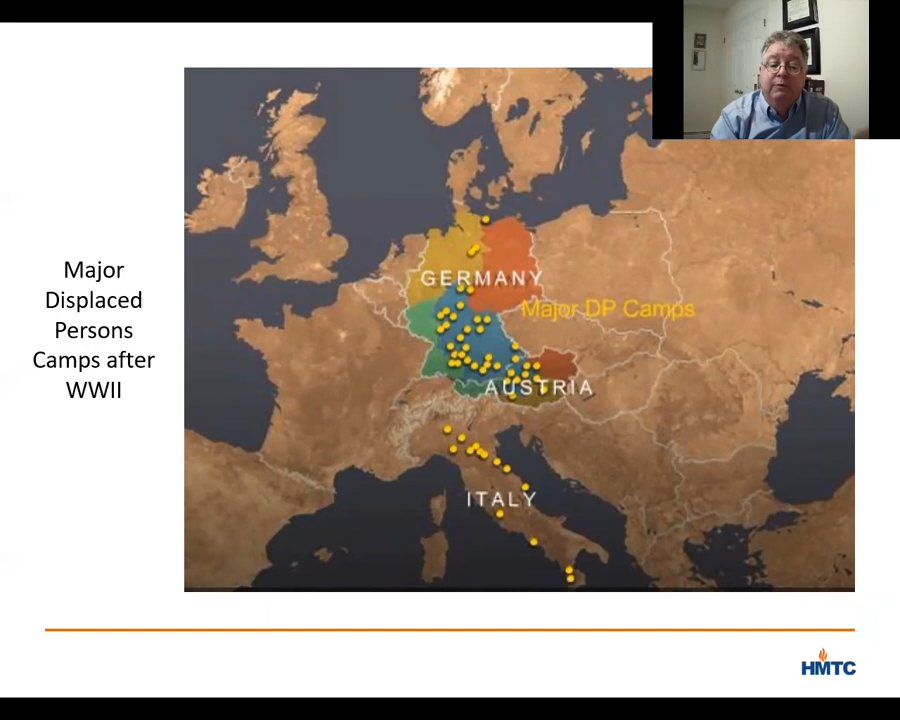 Major
Displaced
Persons
Camps after
WWII
GERMANY
Major DP Camps
AUSTRIA
ITALY
HMTC